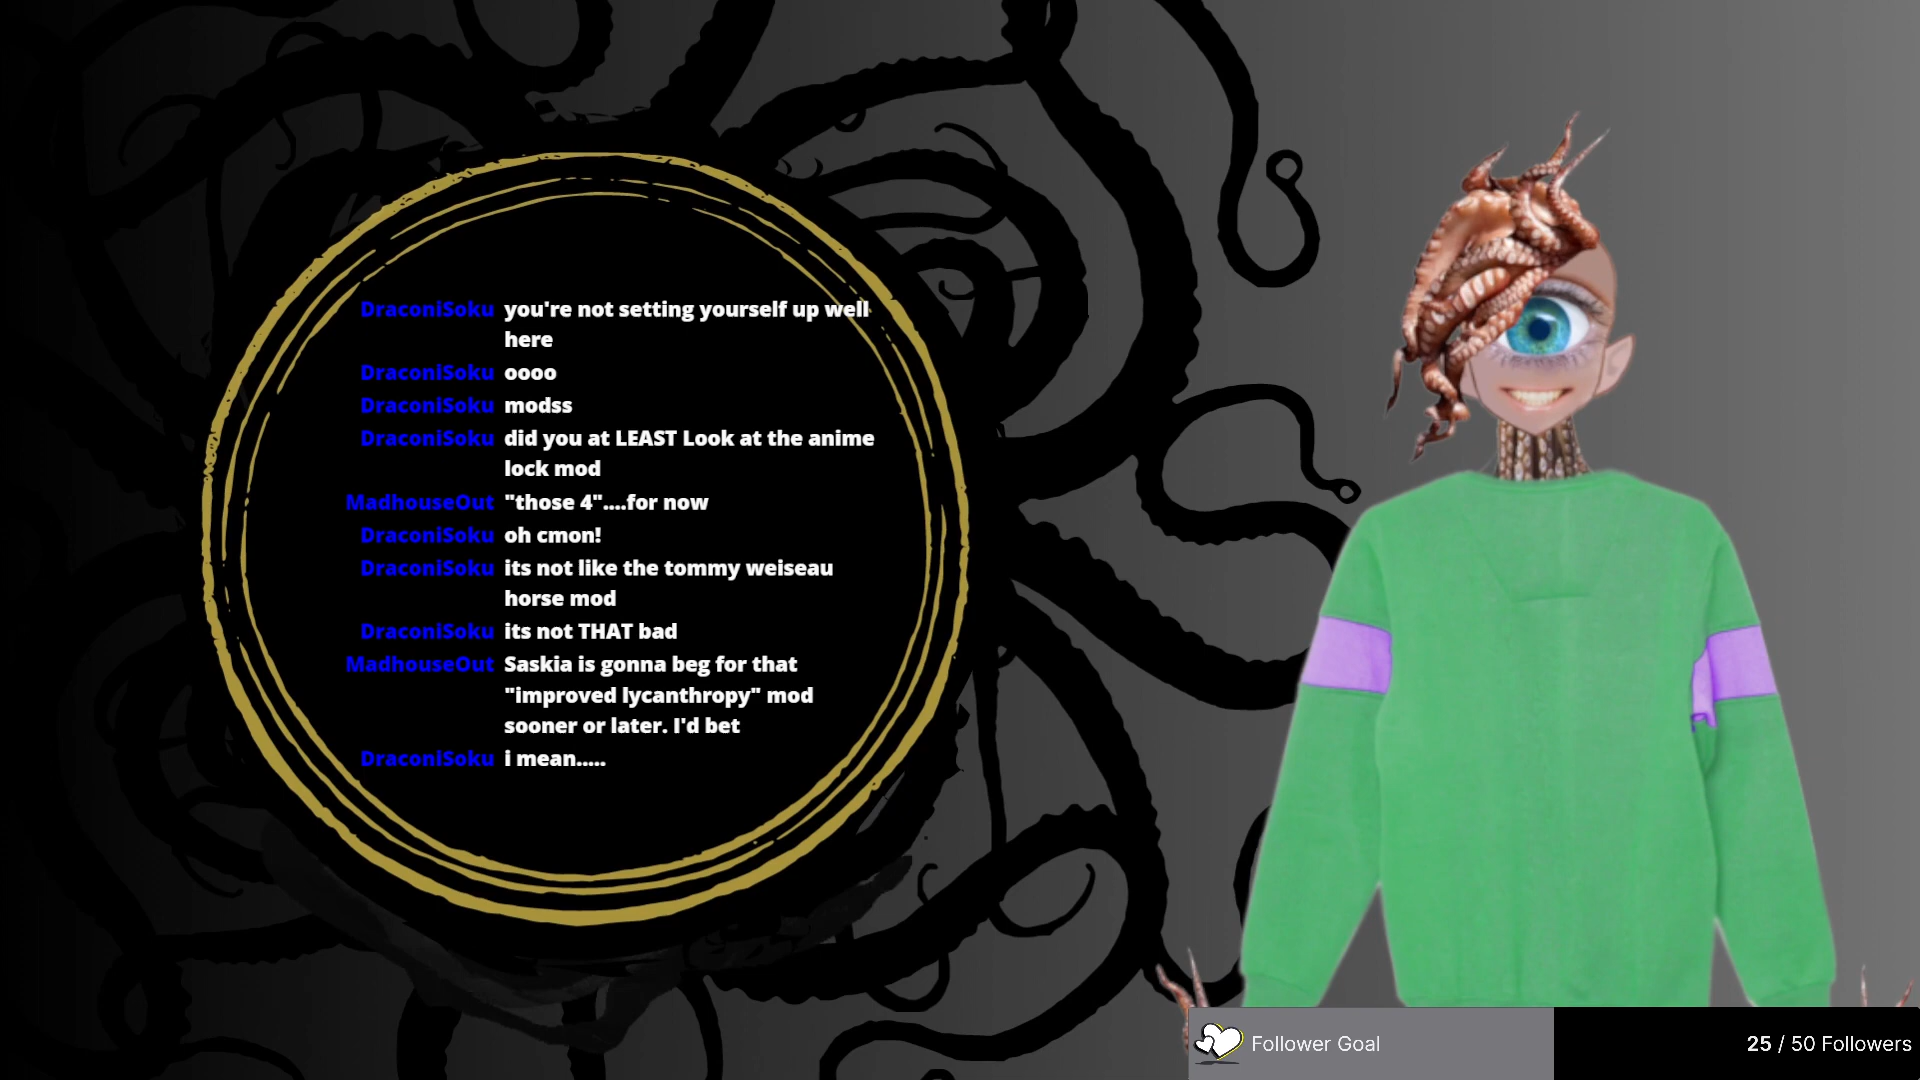 DraconiSoku you're not setting yourself up well
here
DraconiSoku oooo
DraconiSoku modss
DraconiSoku did you at LEAST Look at the anime
lock mod
MadhouseOut "those 4"....for now
DraconiSoku oh cmon!
DraconiSoku its not like the tommy weiseau
horse mod
DraconiSoku its not THAT bad
MadhouseOut Saskia is gonna beg for that
"improved lycanthropy" mod
sooner or later. I'd bet
DraconiSoku i mean.....
Follower Goal
25 / 50 Followers